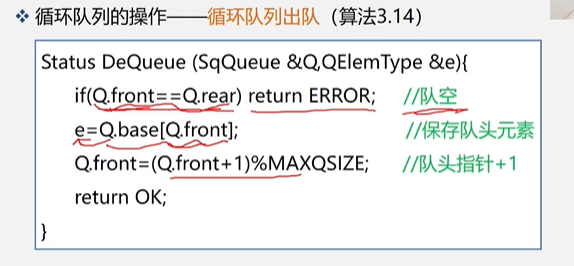 ❖ 循环队列的操作——循环队列出队（算法3.14）
Status DeQueue (SqQueue &Q,QElemType &e){
if(Q.front==Q.rear) return ERROR; //队空
e=Q.base[Q.front]; //保存队头元素
Q.front=(Q.front+1)%MAXQSIZE; //队头指针+1
return OK;
}